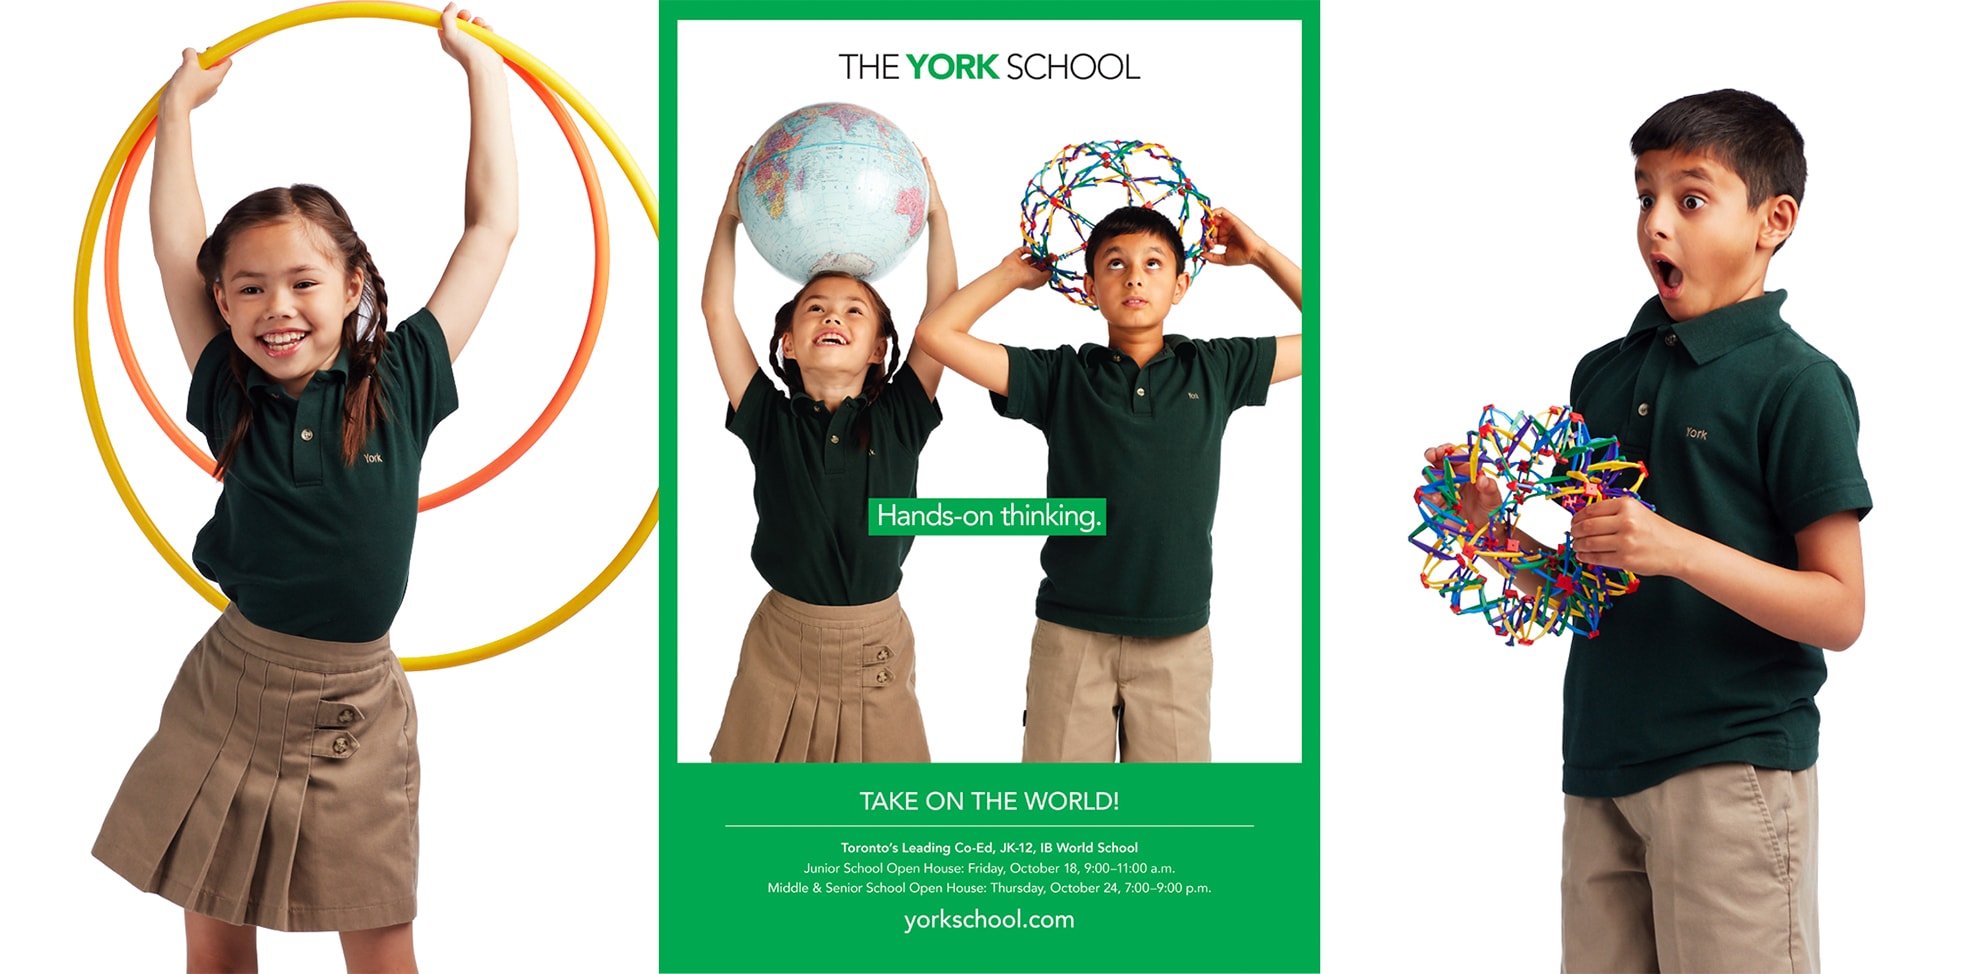 THE YORK SCHOOL
York
York
Hands-on thinking.
TAKE ON THE WORLD!
Toronto's Leading Co-Ed, JK-12, IB World School
Junior School Open House: Friday, October 18, 9:00–11:00 a.m.
Middle & Senior School Open House: Thursday, October 24, 7:00–9:00 p.m.
yorkschool.com